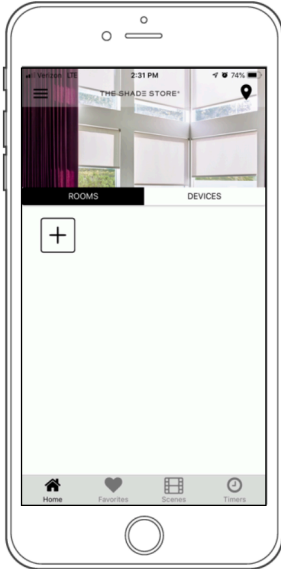 Verizon LTE 2:31 PM 74%
THE SHADE STORE®
ROOMS DEVICES
+
Home Favorites Scenes Timers